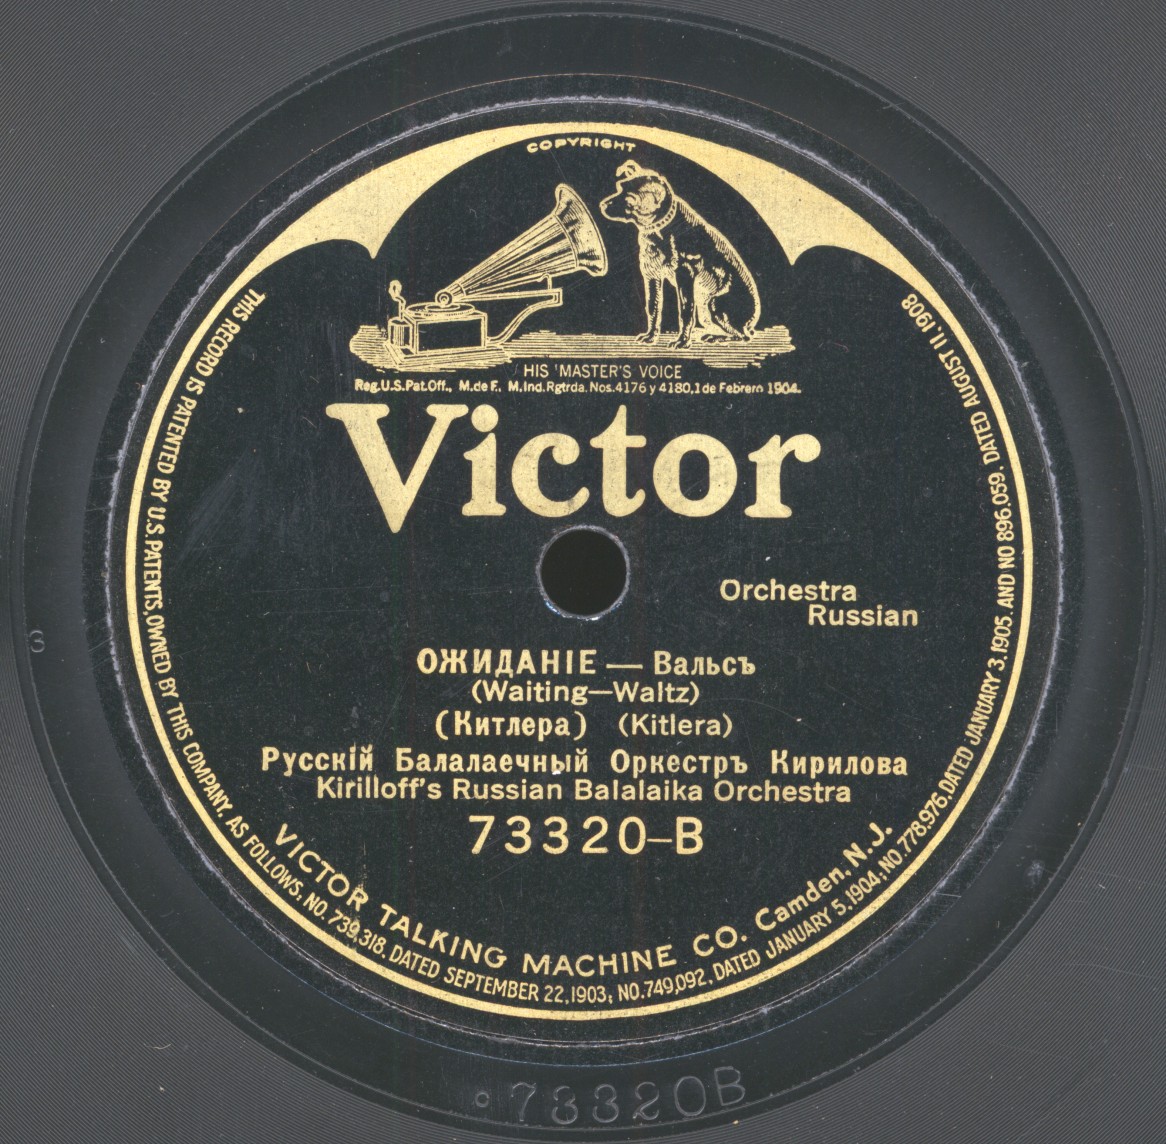 COPYRIGHT
HIS 'MASTER'S VOICE
Reg.U.S.Pat.Off., M.de F., M.Ind.Rgtrda.Nos.4176 y 4180,1 de Febrero 1904.
Victor
Orchestra
Russian
ОЖИДАНІЕ — Вальсъ
(Waiting—Waltz)
(Китлера) (Kitlera)
Русскій Балалаечный Оркестръ Кирилова
Kirilloff's Russian Balalaika Orchestra
73320–B
VICTOR TALKING MACHINE CO. Camden, N.J.
THIS RECORD IS PATENTED BY U.S. PATENTS, OWNED BY THIS COMPANY, AS FOLLOWS, NO. 739,318, DATED SEPTEMBER 22, 1903; NO. 749,092, DATED JANUARY 5, 1904; NO. 778,976, DATED JANUARY 3, 1905. AND NO 896,059, DATED AUGUST 11, 1908
3
73320B